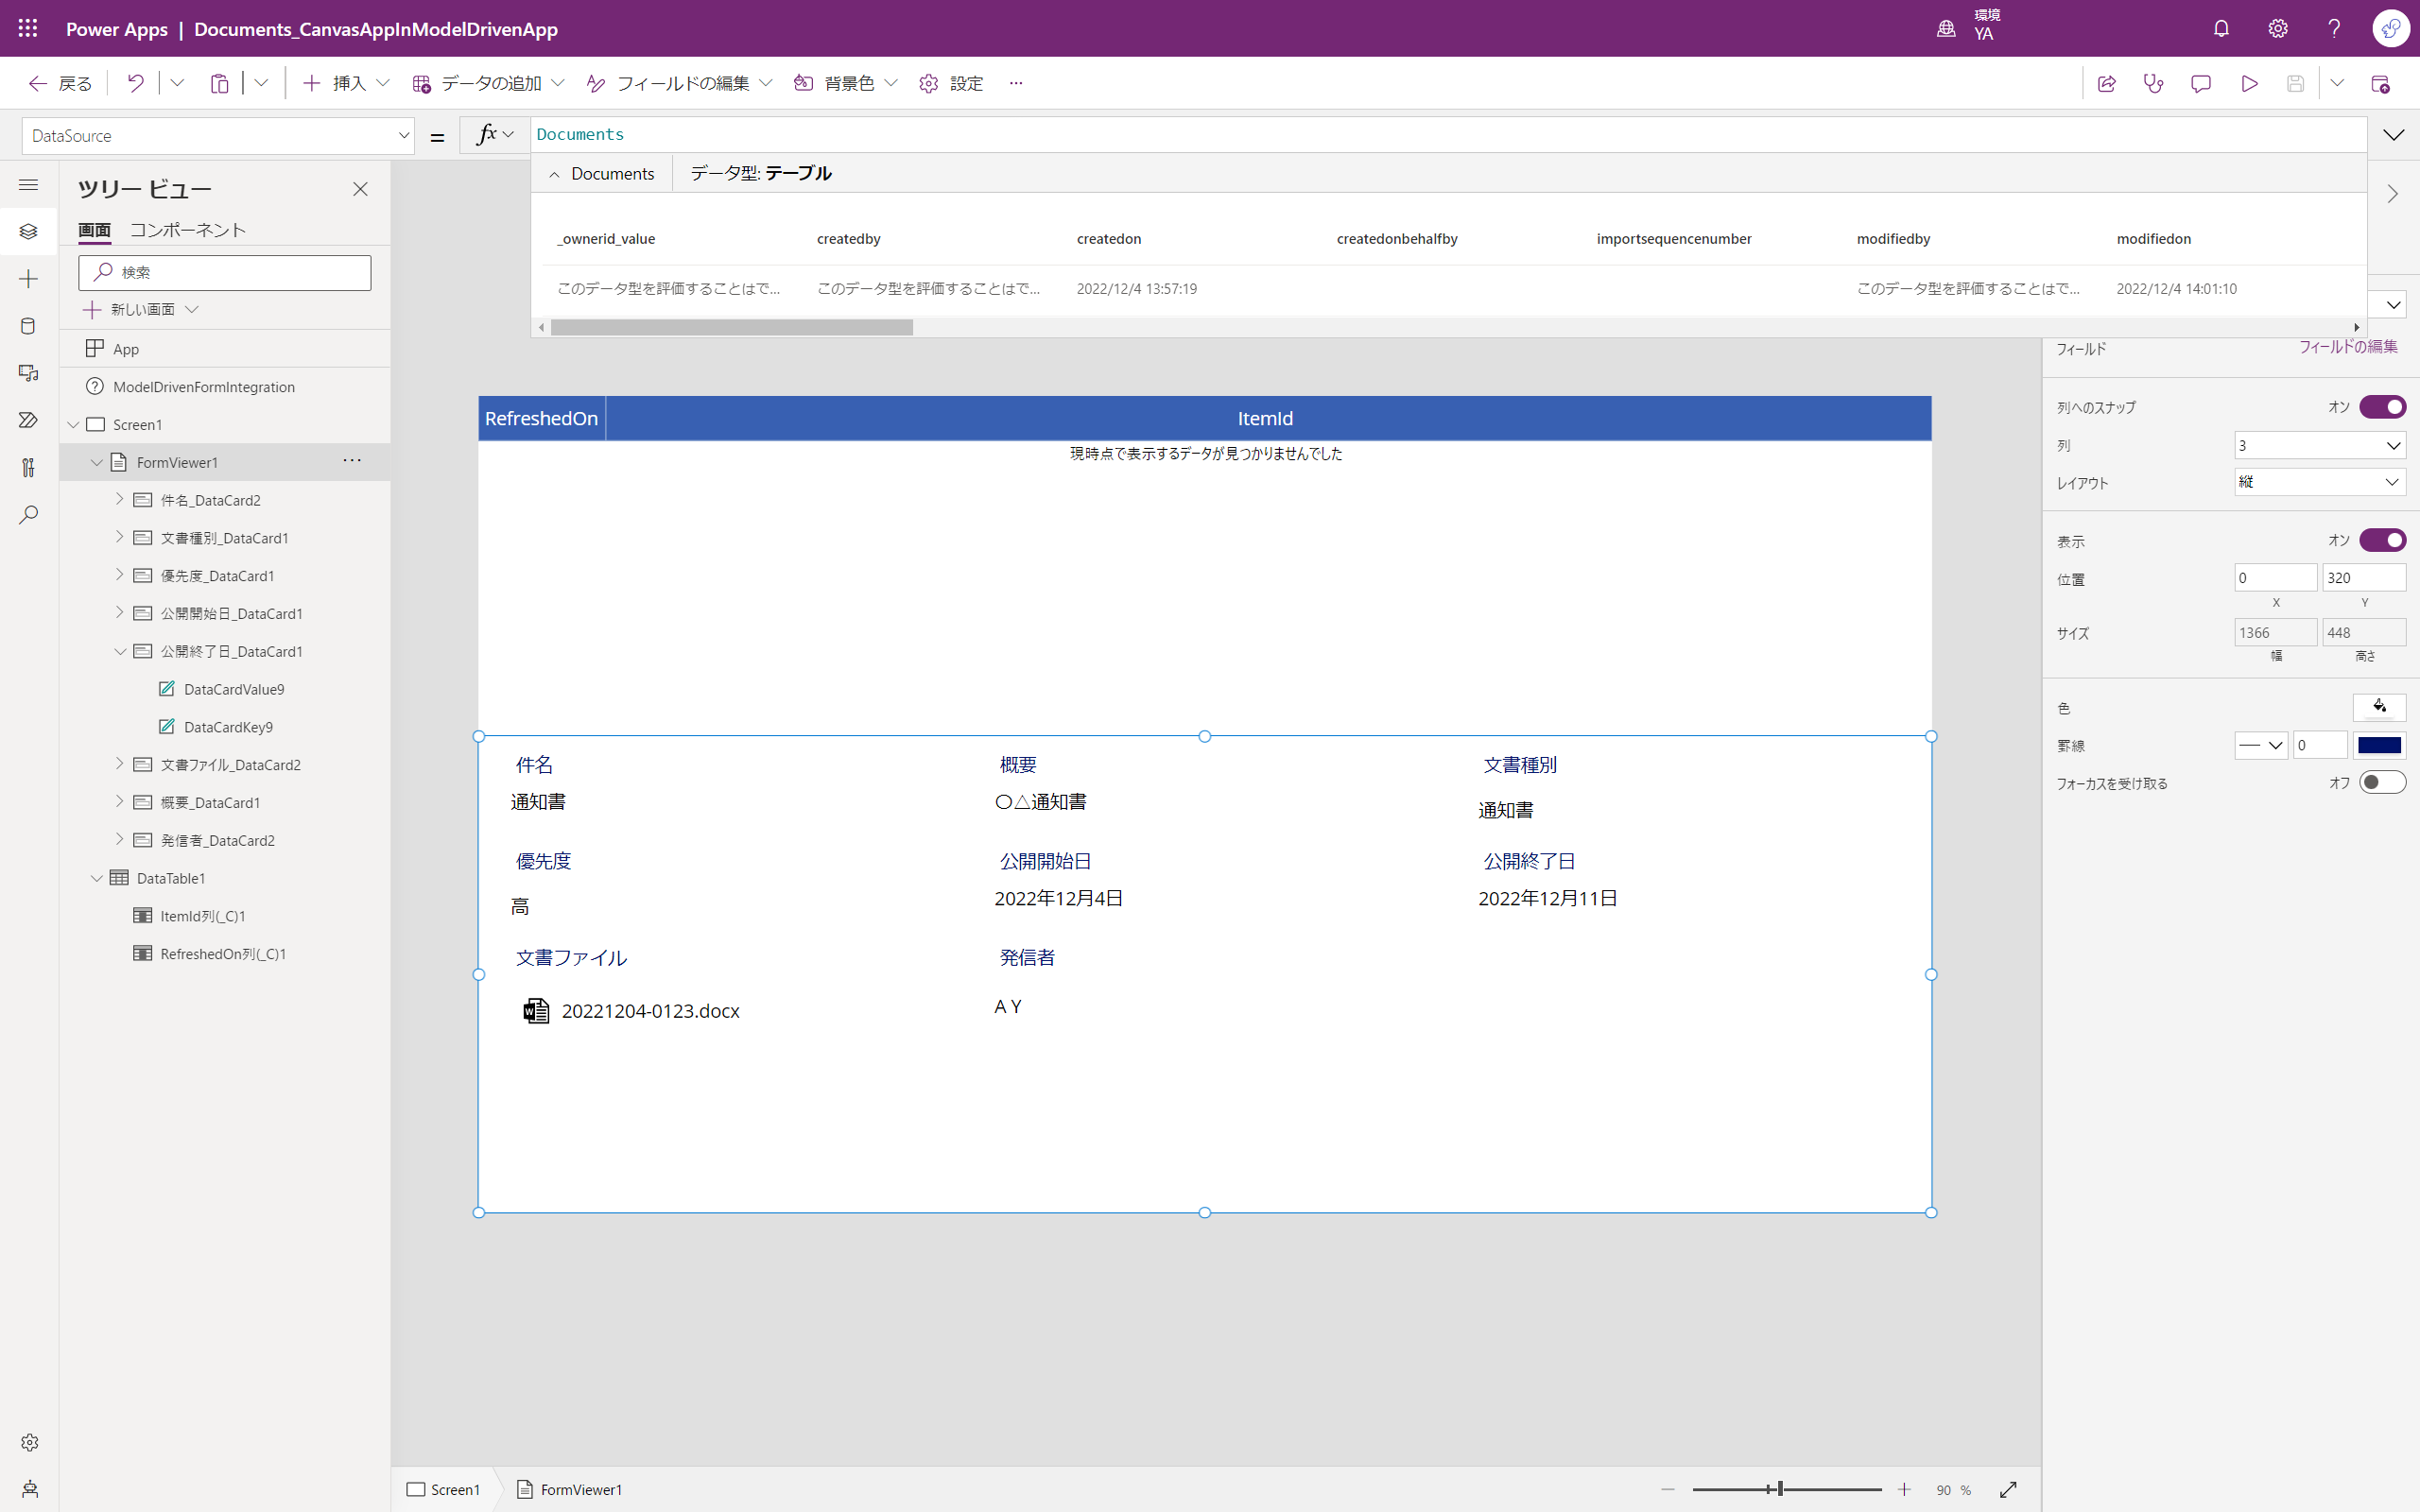 Power Apps | Documents_CanvasAppInModelDrivenApp
環境
YA
戻る
挿入
データの追加
フィールドの編集
背景色
設定
DataSource
=
fx
Documents
Documents
データ型: テーブル
_ownerid_value createdby createdon createdonbehalfby importsequencenumber modifiedby modifiedon
このデータ型を評価することはで... このデータ型を評価することはで... 2022/12/4 13:57:19 このデータ型を評価することはで... 2022/12/4 14:01:10
ツリー ビュー
画面 コンポーネント
検索
新しい画面
App
ModelDrivenFormIntegration
Screen1
FormViewer1
件名_DataCard2
文書種別_DataCard1
優先度_DataCard1
公開開始日_DataCard1
公開終了日_DataCard1
DataCardValue9
DataCardKey9
文書ファイル_DataCard2
概要_DataCard1
発信者_DataCard2
DataTable1
ItemId列(_C)1
RefreshedOn列(_C)1
RefreshedOn ItemId
現時点で表示するデータが見つかりませんでした
件名 概要 文書種別
通知書 〇△通知書 通知書
優先度 公開開始日 公開終了日
高 2022年12月4日 2022年12月11日
文書ファイル 発信者
20221204-0123.docx A Y
フィールド フィールドの編集
列へのスナップ オン
列 3
レイアウト 縦
表示 オン
位置 0 320
X Y
サイズ 1366 448
幅 高さ
色
罫線 0
フォーカスを受け取る オフ
Screen1 FormViewer1
90 %